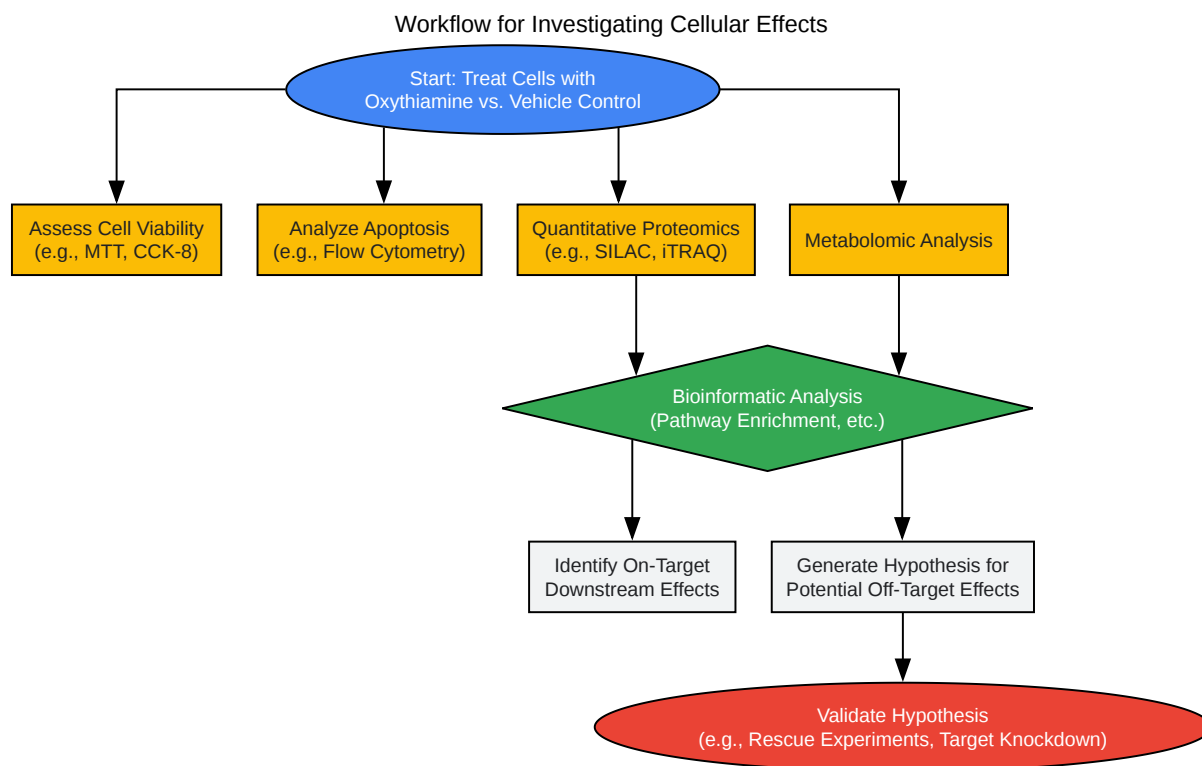 Workflow for Investigating Cellular Effects
Start: Treat Cells with
Oxythiamine vs. Vehicle Control
Assess Cell Viability
(e.g., MTT, CCK-8)
Analyze Apoptosis
(e.g., Flow Cytometry)
Quantitative Proteomics
(e.g., SILAC, iTRAQ)
Metabolomic Analysis
Bioinformatic Analysis
(Pathway Enrichment, etc.)
Identify On-Target
Downstream Effects
Generate Hypothesis for
Potential Off-Target Effects
Validate Hypothesis
(e.g., Rescue Experiments, Target Knockdown)